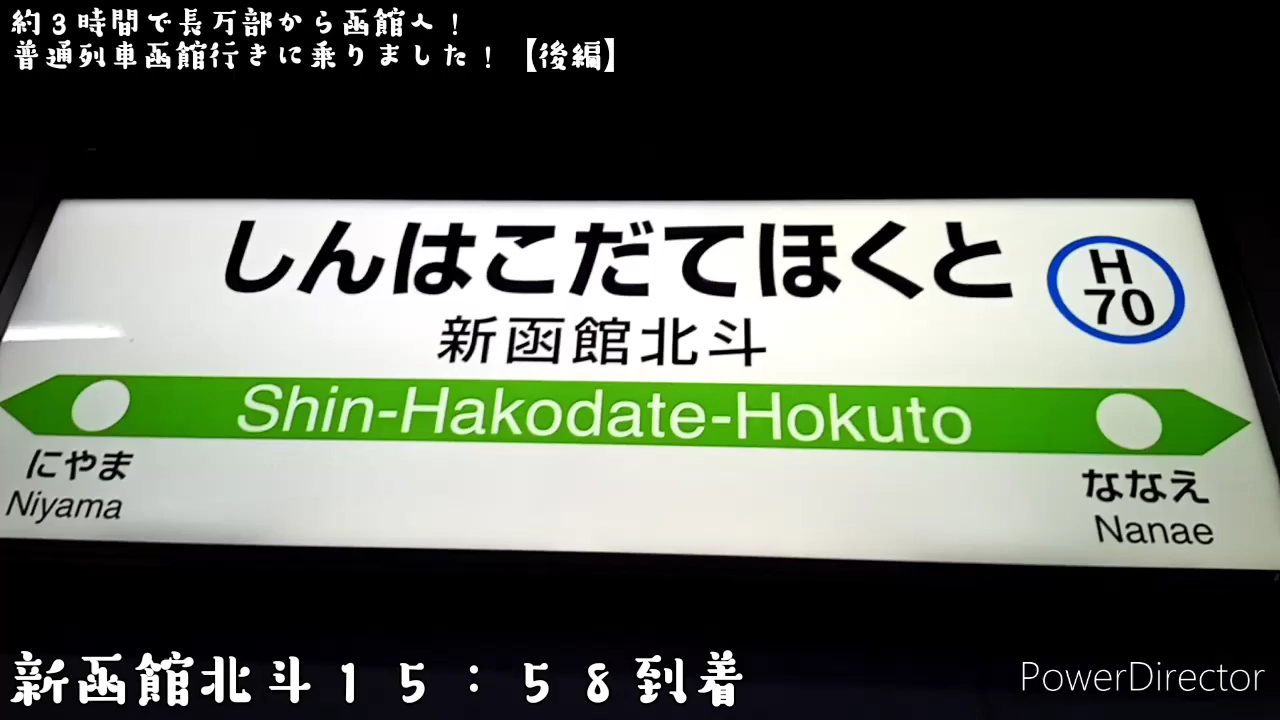 約３時間で長万部から函館へ！
普通列車函館行きに乗りました！【後編】
しんはこだてほくと
H
70
新函館北斗
Shin-Hakodate-Hokuto
にやま
Niyama
ななえ
Nanae
新函館北斗１５：５８到着
PowerDirector